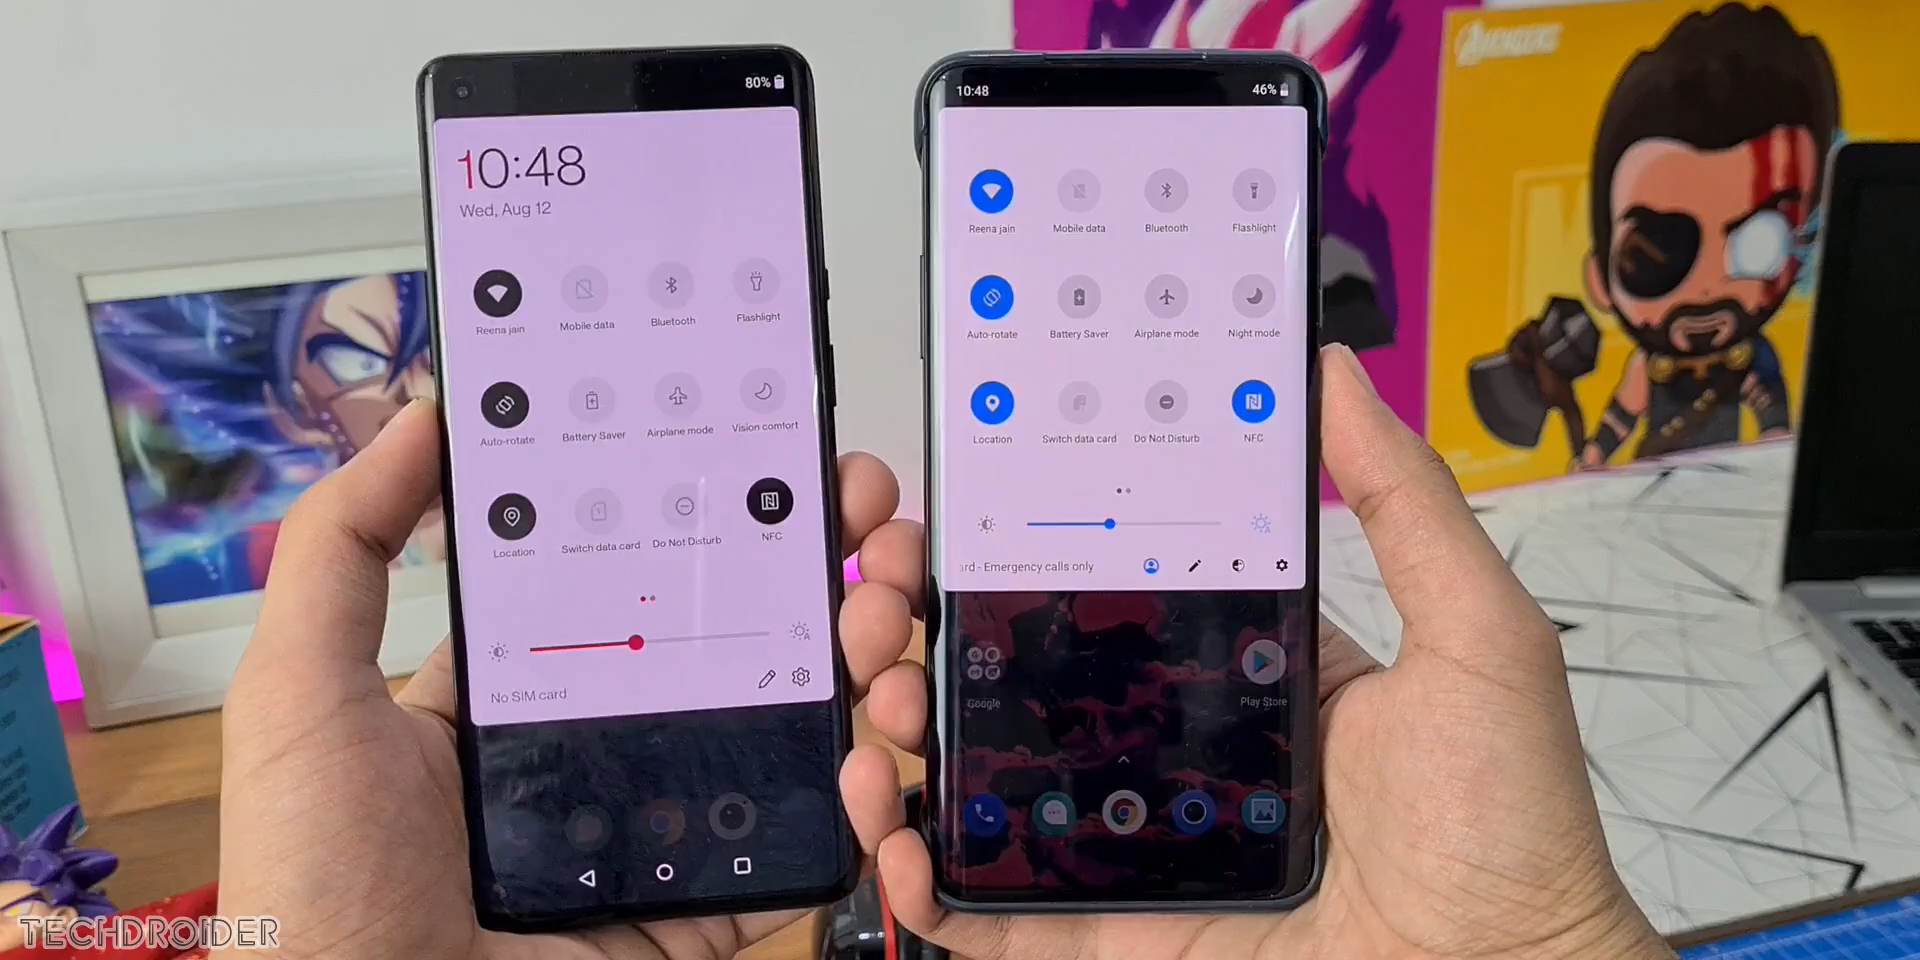 80%
10:48
Wed, Aug 12
Reena jain
Mobile data
Bluetooth
Flashlight
Auto-rotate
Battery Saver
Airplane mode
Vision comfort
Location
Switch data card
Do Not Disturb
NFC
No SIM card
10:48
46%
Reena jain
Mobile data
Bluetooth
Flashlight
Auto-rotate
Battery Saver
Airplane mode
Night mode
Location
Switch data card
Do Not Disturb
NFC
ard - Emergency calls only
Google
Play Store
AVENGERS
TECHDROIDER